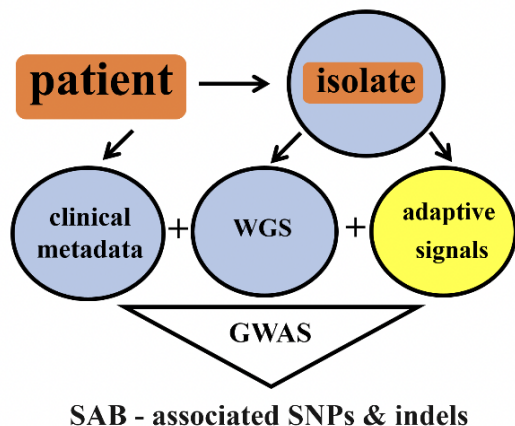 patient
isolate
clinical
metadata
+
WGS
+
adaptive
signals
GWAS
SAB - associated SNPs & indels